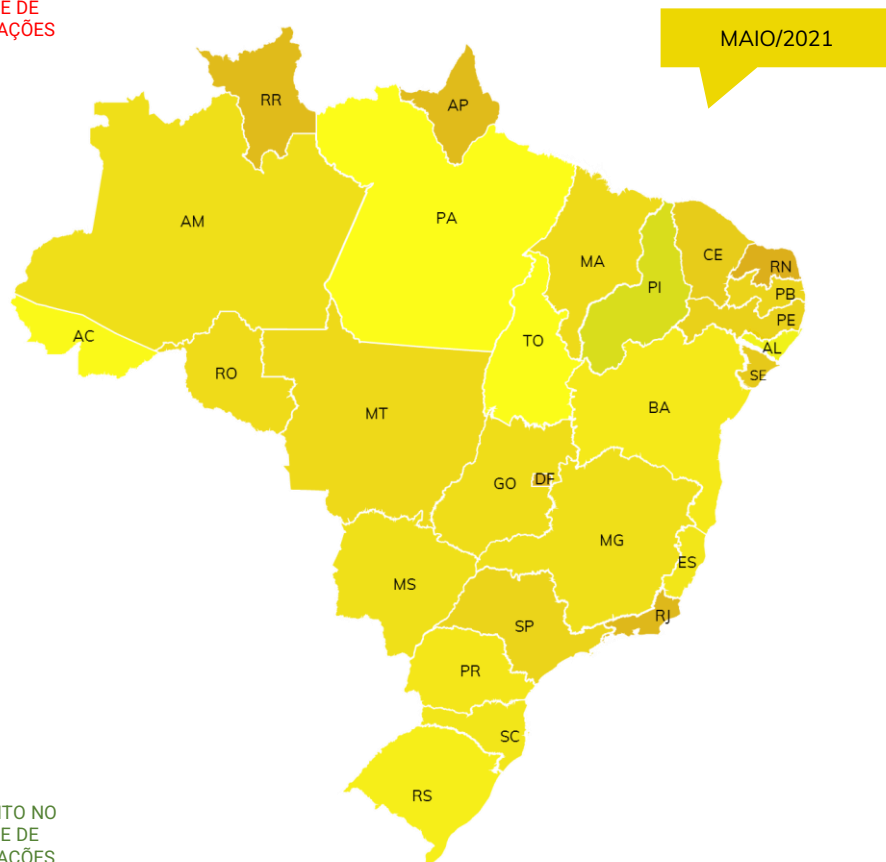 E DE
AÇÕES
MAIO/2021
RR
AP
AM
PA
MA
CE
RN
PI
PB
PE
AC
TO
AL
RO
SE
MT
BA
GO
DF
MG
ES
MS
RJ
SP
PR
SC
RS
TO NO
E DE
AÇÕES